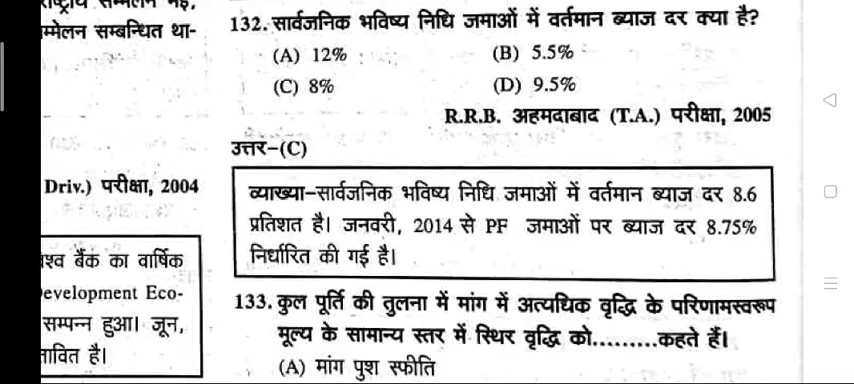 म्मेलन सम्बन्धित था-
Driv.) परीक्षा, 2004
विश्व बैंक का वार्षिक
Development Eco-
सम्पन्न हुआ। जून,
132. सार्वजनिक भविष्य निधि जमाओं में वर्तमान ब्याज दर क्या है?
(A) 12%
(B) 5.5%
(C) 8%
(D) 9.5%
R.R.B. अहमदाबाद (T.A.) परीक्षा, 2005
उत्तर–(C)
व्याख्या–सार्वजनिक भविष्य निधि जमाओं में वर्तमान ब्याज दर 8.6
प्रतिशत है। जनवरी, 2014 से PF जमाओं पर ब्याज दर 8.75%
निर्धारित की गई है।
133. कुल पूर्ति की तुलना में मांग में अत्यधिक वृद्धि के परिणामस्वरूप
मूल्य के सामान्य स्तर में स्थिर वृद्धि को.........कहते हैं।
(A) मांग पुश स्फीति